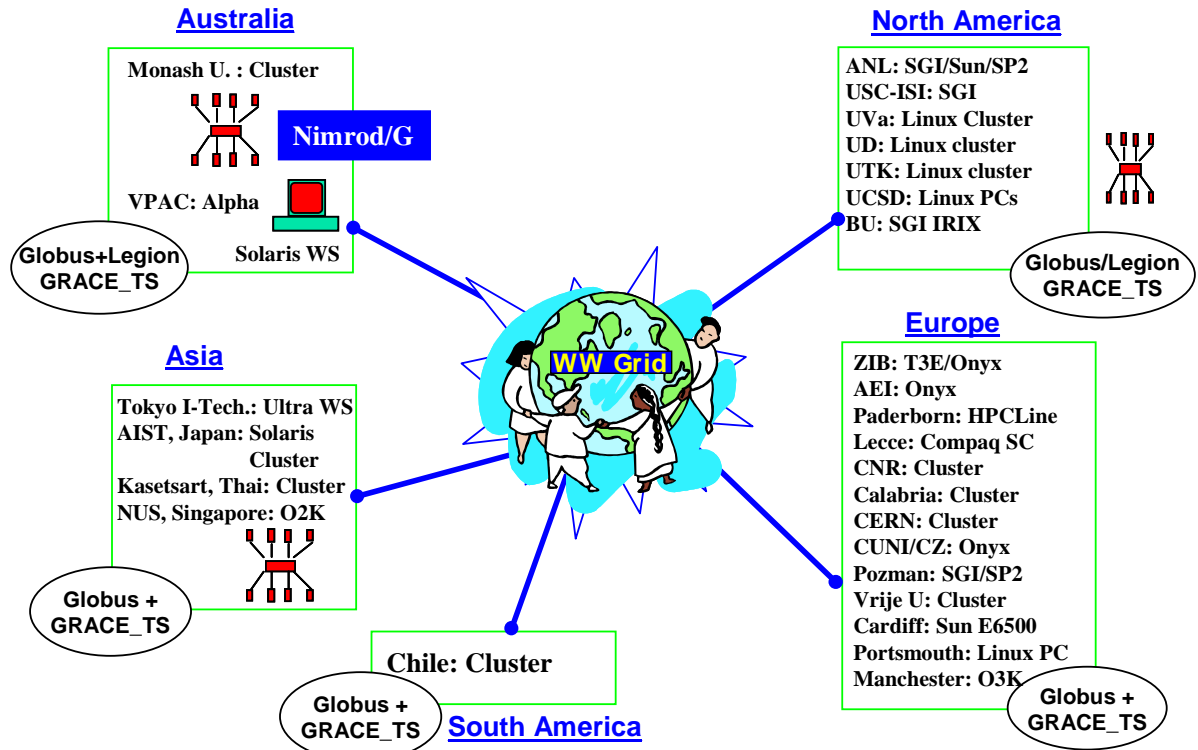 Australia
Monash U. : Cluster
Nimrod/G
VPAC: Alpha
Solaris WS
Globus+Legion
GRACE_TS
North America
ANL: SGI/Sun/SP2
USC-ISI: SGI
UVa: Linux Cluster
UD: Linux cluster
UTK: Linux cluster
UCSD: Linux PCs
BU: SGI IRIX
Globus/Legion
GRACE_TS
WW Grid
Asia
Tokyo I-Tech.: Ultra WS
AIST, Japan: Solaris
Cluster
Kasetsart, Thai: Cluster
NUS, Singapore: O2K
Globus +
GRACE_TS
Europe
ZIB: T3E/Onyx
AEI: Onyx
Paderborn: HPCLine
Lecce: Compaq SC
CNR: Cluster
Calabria: Cluster
CERN: Cluster
CUNI/CZ: Onyx
Pozman: SGI/SP2
Vrije U: Cluster
Cardiff: Sun E6500
Portsmouth: Linux PC
Manchester: O3K
Globus +
GRACE_TS
Chile: Cluster
Globus +
GRACE_TS
South America